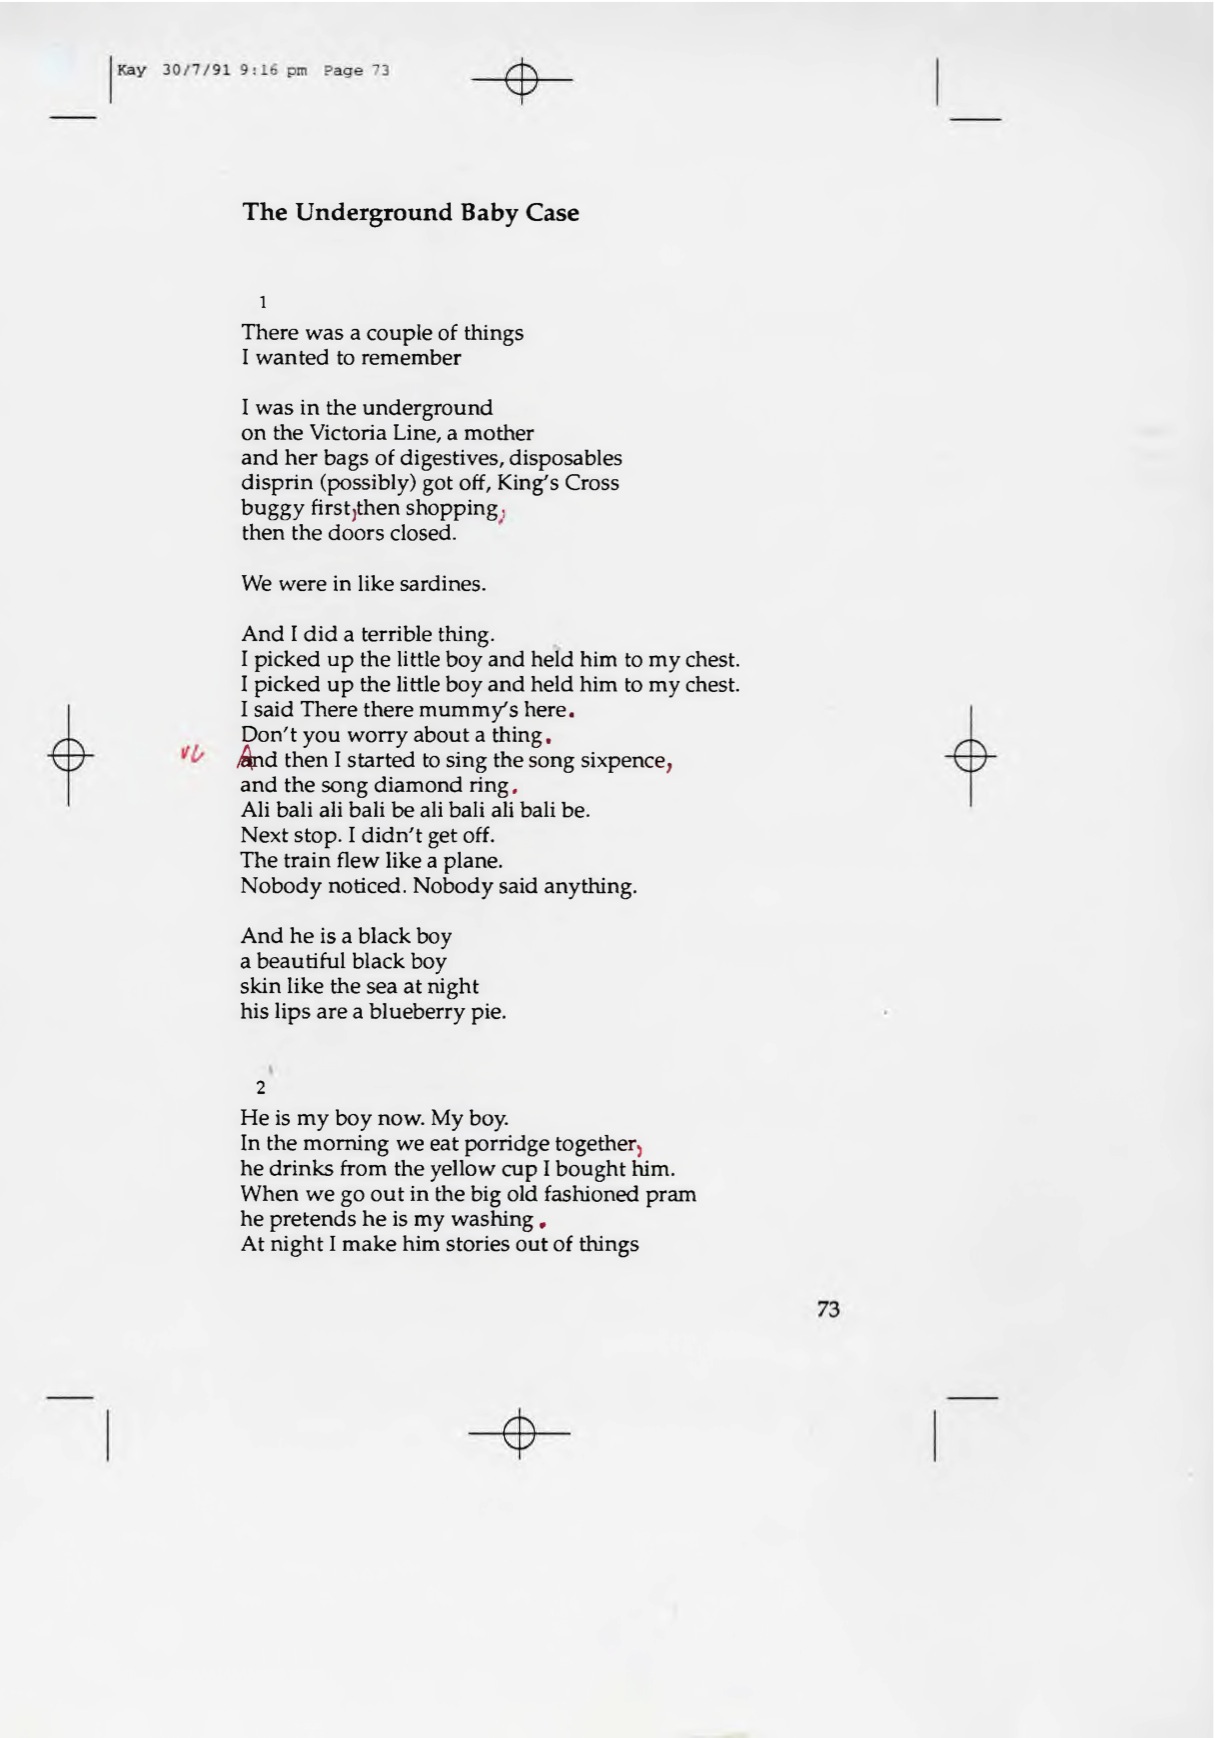 Kay 30/7/91 9:16 pm Page 73
The Underground Baby Case
1
There was a couple of things
I wanted to remember
I was in the underground
on the Victoria Line, a mother
and her bags of digestives, disposables
disprin (possibly) got off, King's Cross
buggy first, then shopping,
then the doors closed.
We were in like sardines.
And I did a terrible thing.
I picked up the little boy and held him to my chest.
I picked up the little boy and held him to my chest.
I said There there mummy's here.
Don't you worry about a thing.
And then I started to sing the song sixpence,
and the song diamond ring.
Ali bali ali bali be ali bali ali bali be.
Next stop. I didn't get off.
The train flew like a plane.
Nobody noticed. Nobody said anything.
And he is a black boy
a beautiful black boy
skin like the sea at night
his lips are a blueberry pie.
2
He is my boy now. My boy.
In the morning we eat porridge together,
he drinks from the yellow cup I bought him.
When we go out in the big old fashioned pram
he pretends he is my washing.
At night I make him stories out of things
73